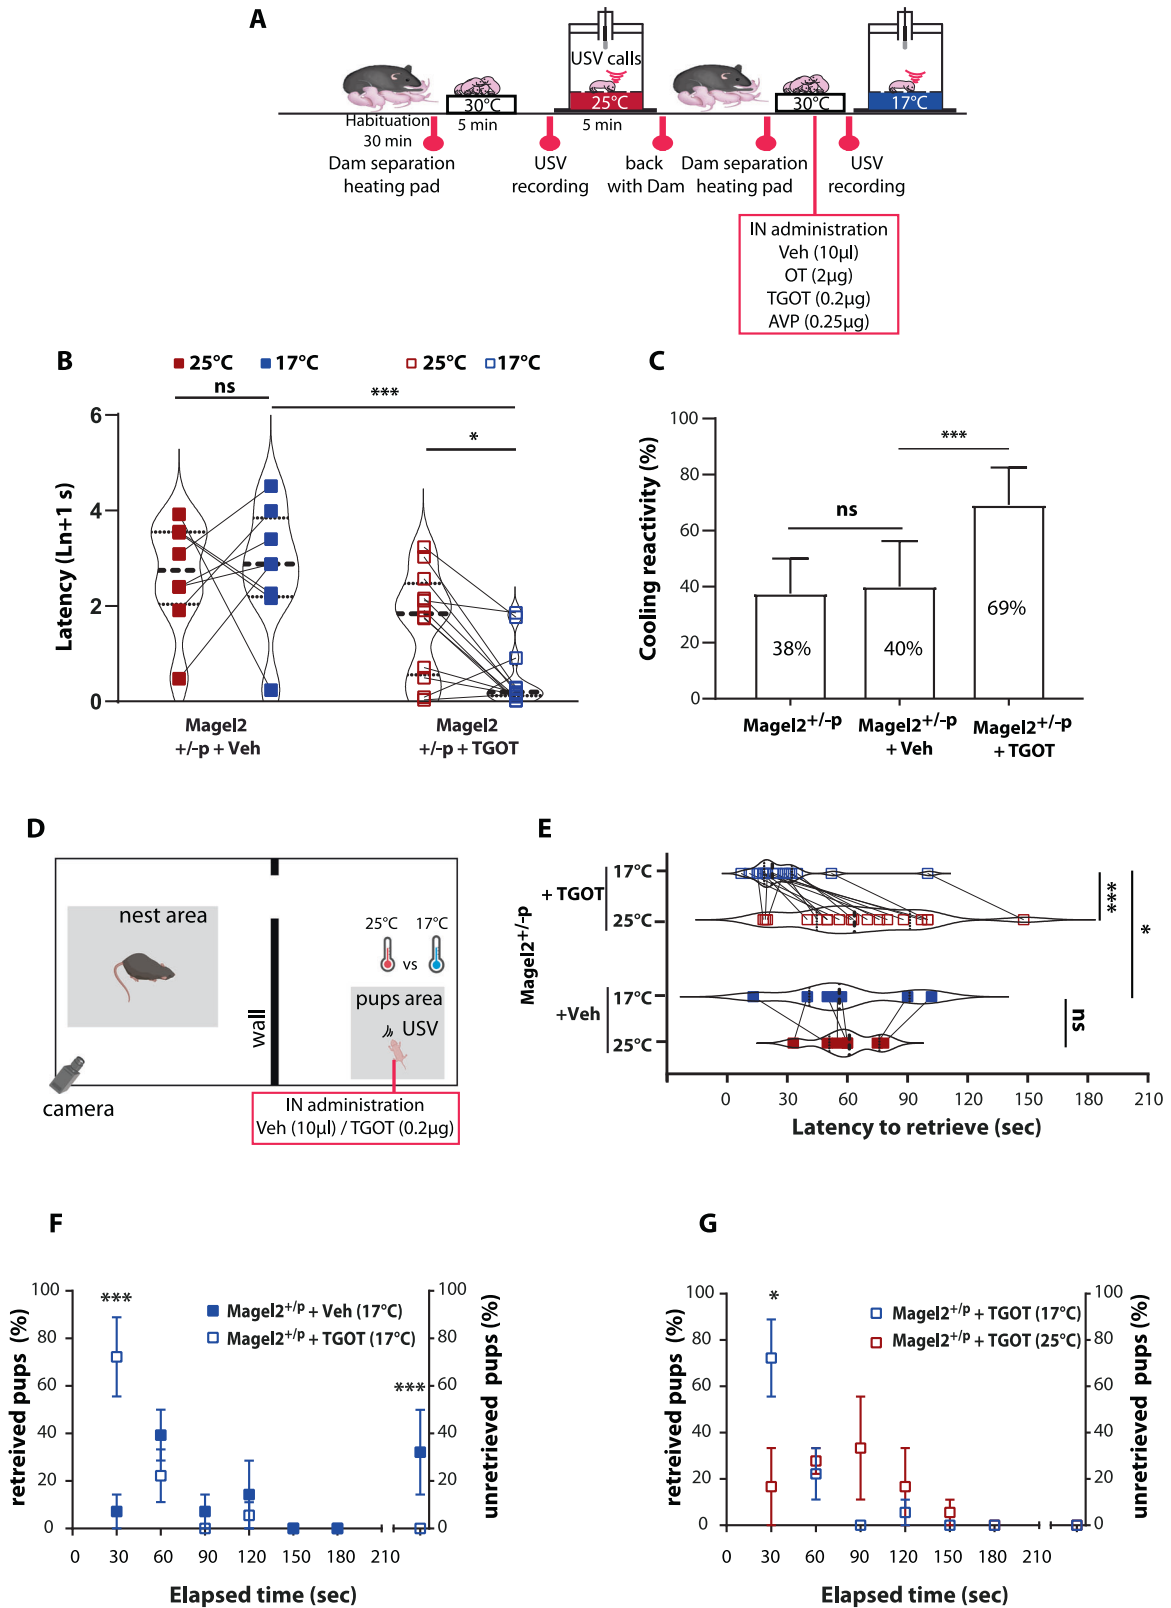 A
USV calls
30°C
25°C
30°C
17°C
Habituation
30 min
5 min
5 min
Dam separation
heating pad
USV
recording
back
with Dam
Dam separation
heating pad
USV
recording
IN administration
Veh (10µl)
OT (2µg)
TGOT (0.2µg)
AVP (0.25µg)
B
25°C
17°C
25°C
17°C
ns
***
*
Latency (Ln+1 s)
6
4
2
0
Magel2
+/-p + Veh
Magel2
+/-p + TGOT
C
Cooling reactivity (%)
100
80
60
40
20
0
ns
***
38%
40%
69%
Magel2+/-p
Magel2+/-p
+ Veh
Magel2+/-p
+ TGOT
D
nest area
25°C
17°C
vs
pups area
USV
wall
camera
IN administration
Veh (10µl) / TGOT (0.2µg)
E
Magel2+/-p
+ TGOT
17°C
25°C
+Veh
17°C
25°C
***
*
ns
0
30
60
90
120
150
180
210
Latency to retrieve (sec)
F
retreived pups (%)
100
80
60
40
20
0
***
***
Magel2+/p + Veh (17°C)
Magel2+/p + TGOT (17°C)
100
80
60
40
20
0
unretrieved pups (%)
0
30
60
90
120
150
180
210
Elapsed time (sec)
G
retreived pups (%)
100
80
60
40
20
0
*
Magel2+/p + TGOT (17°C)
Magel2+/p + TGOT (25°C)
100
80
60
40
20
0
unretrieved pups (%)
0
30
60
90
120
150
180
210
Elapsed time (sec)